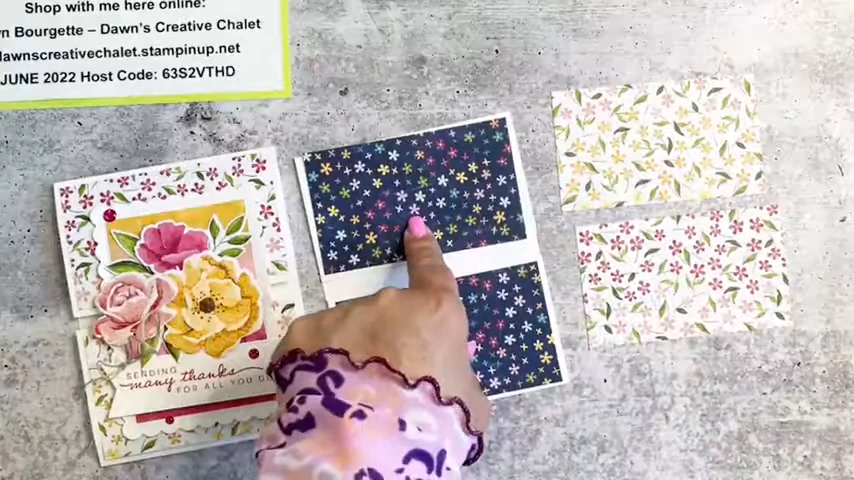 Shop with me here online:
n Bourgette – Dawn's Creative Chalet
dawnscreativechalet.stampinup.net
JUNE 2022 Host Code: 63S2VTHD
SENDING
many thanks
FOR ALL YOU